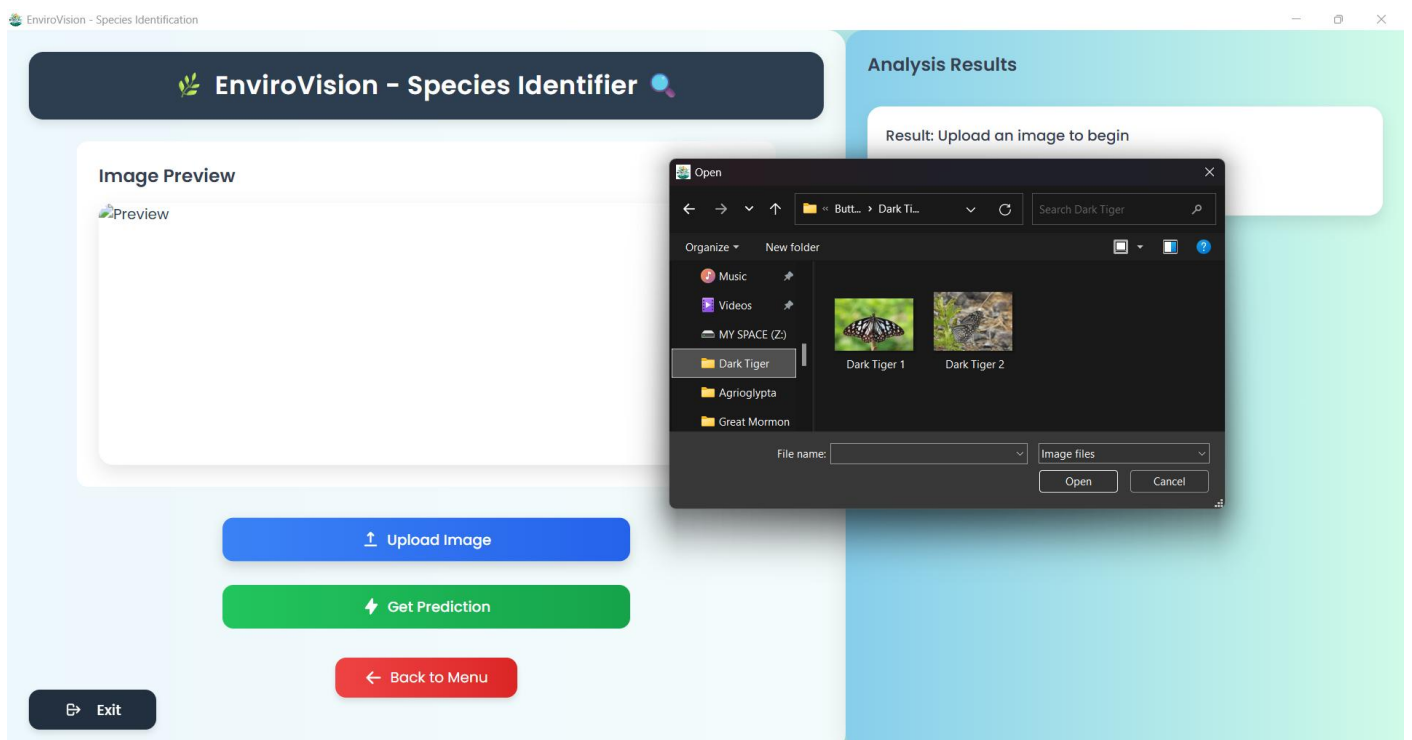 EnviroVision - Species Identification
EnviroVision - Species Identifier
Image Preview
Preview
Upload Image
Get Prediction
Back to Menu
Exit
Analysis Results
Result: Upload an image to begin
Open
« Butt... › Dark Ti...
Search Dark Tiger
Organize
New folder
Music
Videos
MY SPACE (Z:)
Dark Tiger
Agrioglypta
Great Mormon
Dark Tiger 1
Dark Tiger 2
File name:
Image files
Open
Cancel